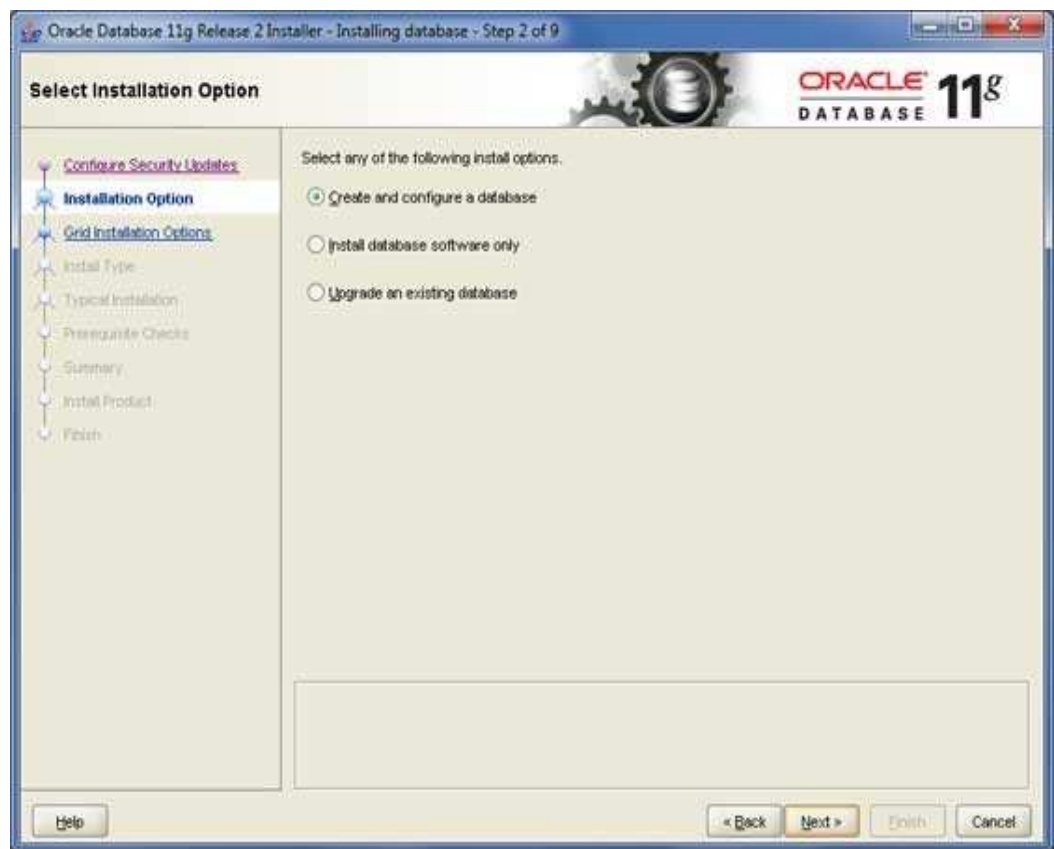 Oracle Database 11g Release 2 Installer - Installing database - Step 2 of 9
Select Installation Option
ORACLE
DATABASE
11g
Configure Security Updates
Installation Option
Grid Installation Options
Install Type
Typical Installation
Prerequisite Checks
Summary
Install Product
Finish
Select any of the following install options.
Create and configure a database
Install database software only
Upgrade an existing database
Help
< Back
Next >
Finish
Cancel